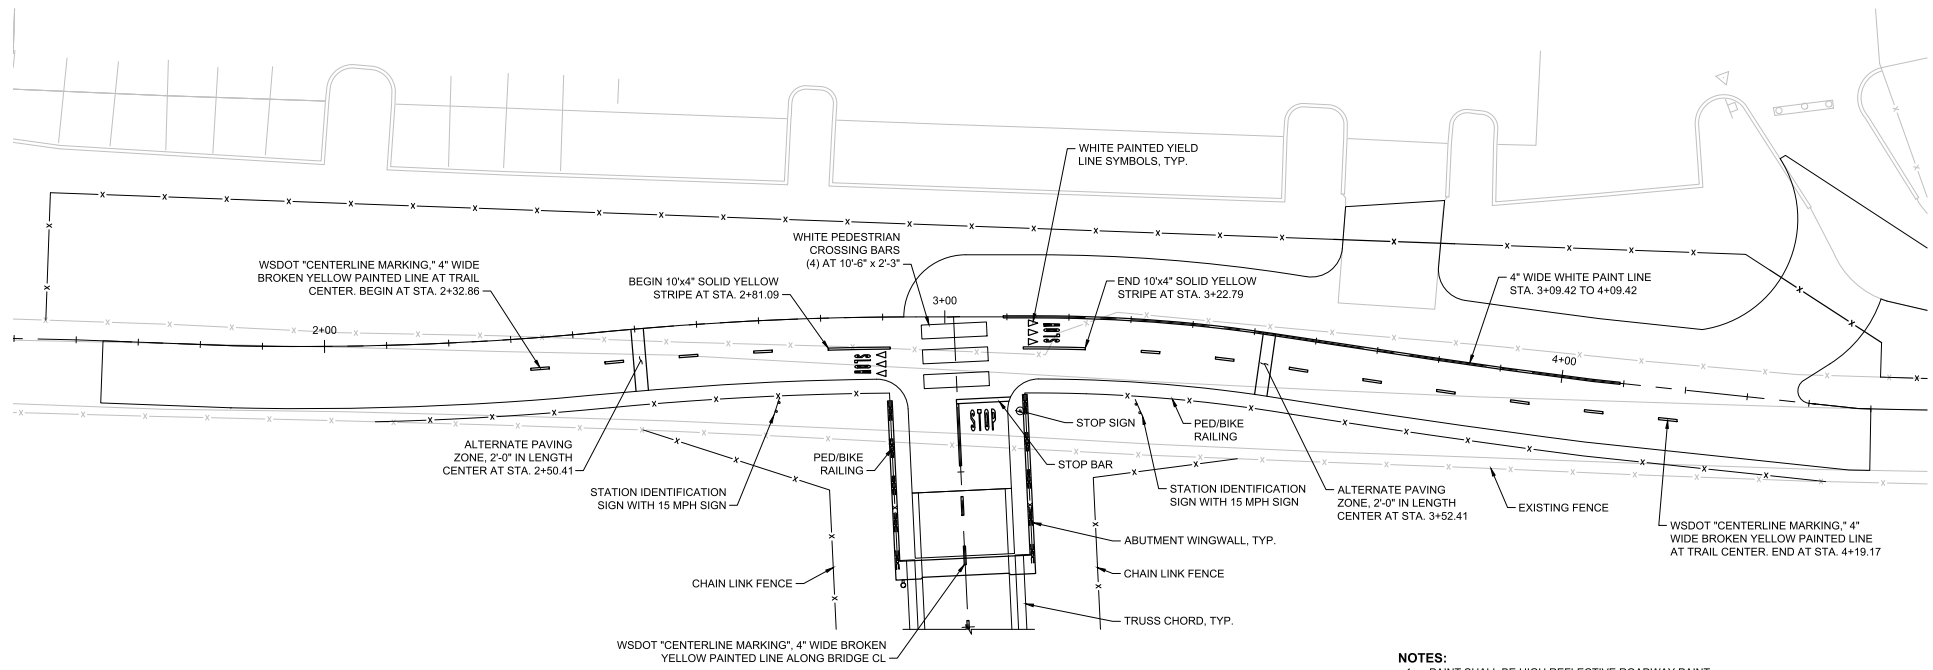 WHITE PAINTED YIELD
LINE SYMBOLS, TYP.
WHITE PEDESTRIAN
CROSSING BARS
(4) AT 10'-6" x 2'-3"
WSDOT "CENTERLINE MARKING," 4" WIDE
BROKEN YELLOW PAINTED LINE AT TRAIL
CENTER. BEGIN AT STA. 2+32.86
BEGIN 10'x4" SOLID YELLOW
STRIPE AT STA. 2+81.09
END 10'x4" SOLID YELLOW
STRIPE AT STA. 3+22.79
4" WIDE WHITE PAINT LINE
STA. 3+09.42 TO 4+09.42
2+00
3+00
4+00
SLOW
SLOW
STOP
STOP SIGN
PED/BIKE
RAILING
ALTERNATE PAVING
ZONE, 2'-0" IN LENGTH
CENTER AT STA. 2+50.41
PED/BIKE
RAILING
STOP BAR
STATION IDENTIFICATION
SIGN WITH 15 MPH SIGN
STATION IDENTIFICATION
SIGN WITH 15 MPH SIGN
ALTERNATE PAVING
ZONE, 2'-0" IN LENGTH
CENTER AT STA. 3+52.41
EXISTING FENCE
WSDOT "CENTERLINE MARKING," 4"
WIDE BROKEN YELLOW PAINTED LINE
AT TRAIL CENTER. END AT STA. 4+19.17
ABUTMENT WINGWALL, TYP.
CHAIN LINK FENCE
CHAIN LINK FENCE
TRUSS CHORD, TYP.
WSDOT "CENTERLINE MARKING", 4" WIDE BROKEN
YELLOW PAINTED LINE ALONG BRIDGE CL
NOTES: